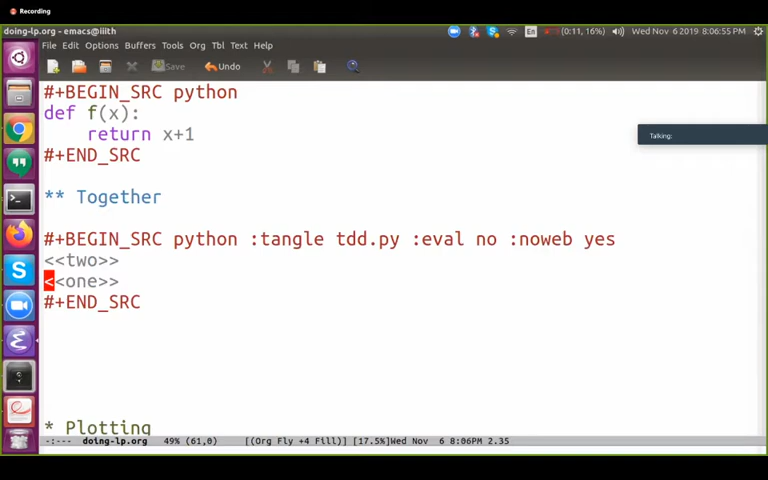 Recording
doing-lp.org - emacs@iiith
En
(0:11, 16%)
Wed Nov 6 2019 8:06:55 PM
File Edit Options Buffers Tools Org Tbl Text Help
Save
Undo
#+BEGIN_SRC python
def f(x):
return x+1
#+END_SRC
Talking:
** Together
#+BEGIN_SRC python :tangle tdd.py :eval no :noweb yes
<<two>>
<<one>>
#+END_SRC
* Plotting
-:--- doing-lp.org 49% (61,0) [(Org Fly +4 Fill)] [17.5%]Wed Nov 6 8:06PM 2.35